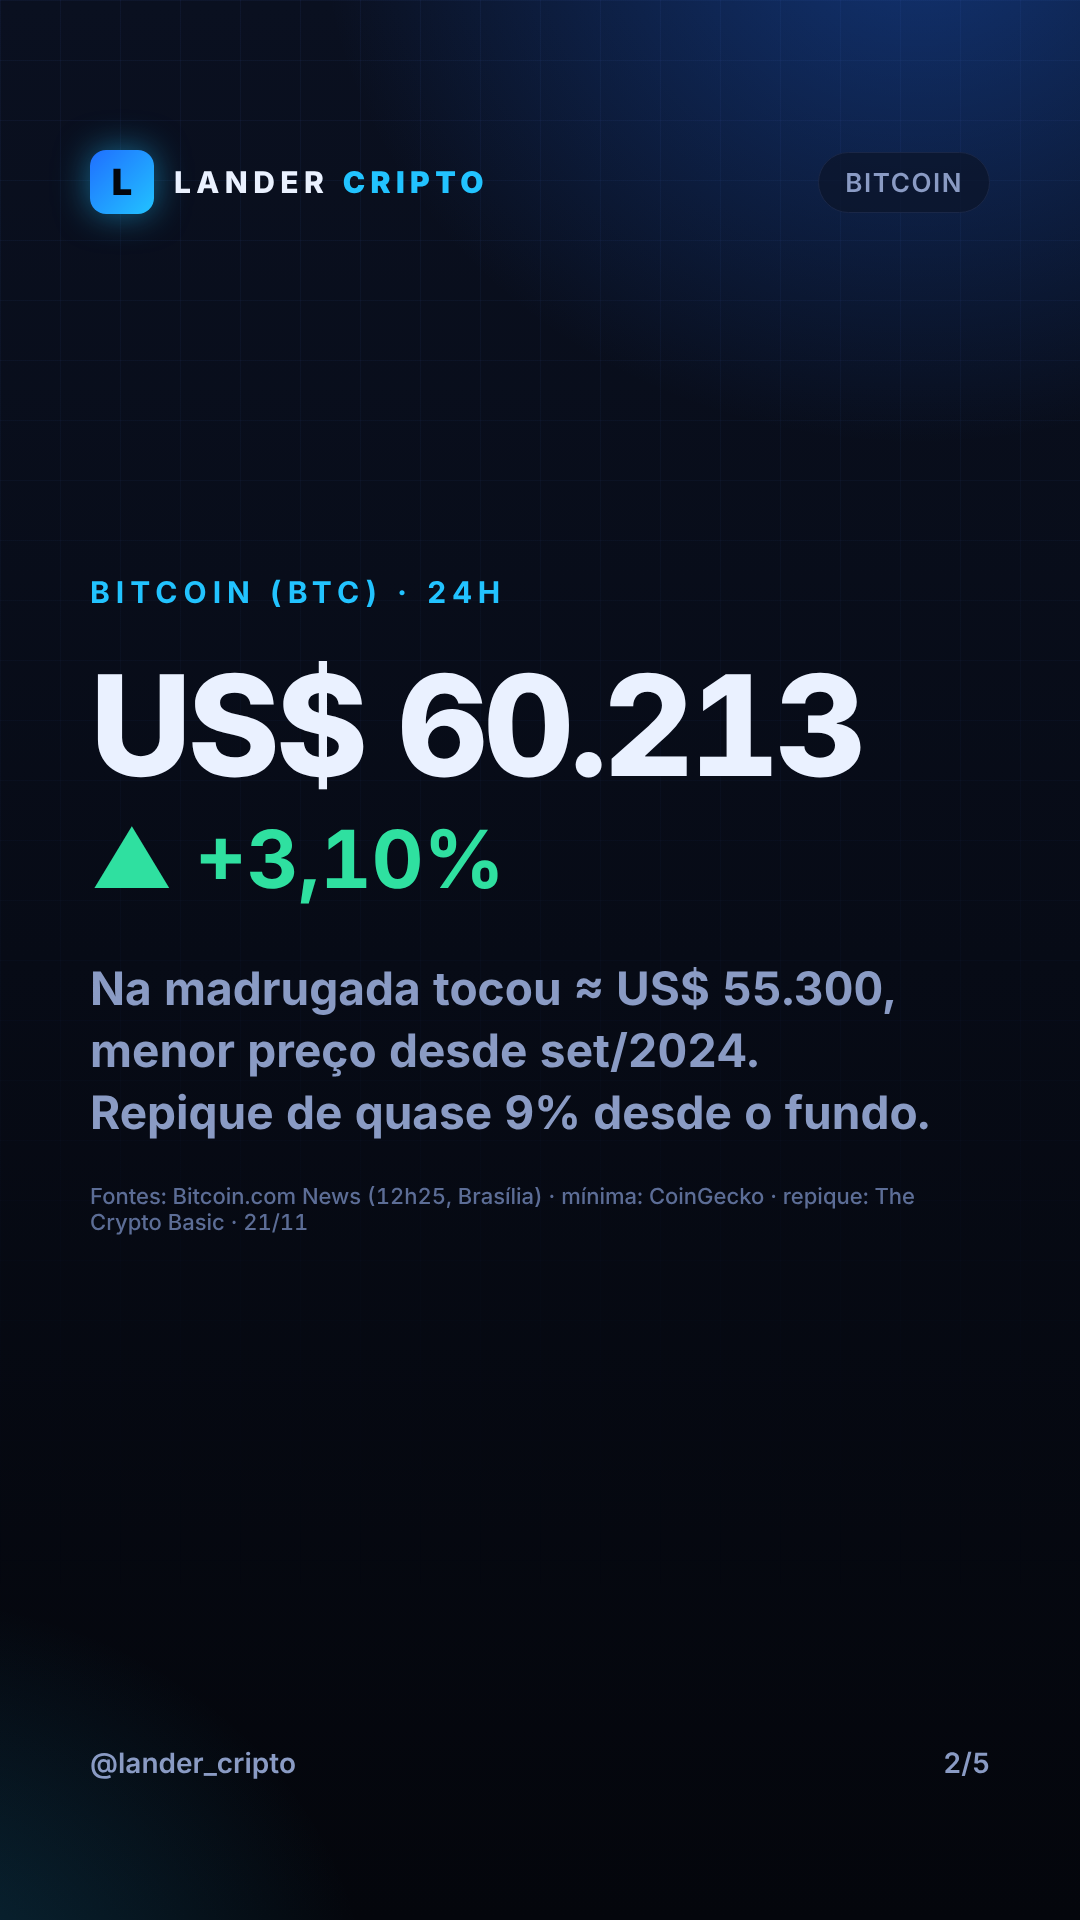 L LANDER CRIPTO
BITCOIN
BITCOIN (BTC) · 24H
US$ 60.213
▲ +3,10%
Na madrugada tocou ≈ US$ 55.300,
menor preço desde set/2024.
Repique de quase 9% desde o fundo.
Fontes: Bitcoin.com News (12h25, Brasília) · mínima: CoinGecko · repique: The
Crypto Basic · 21/11
@lander_cripto
2/5